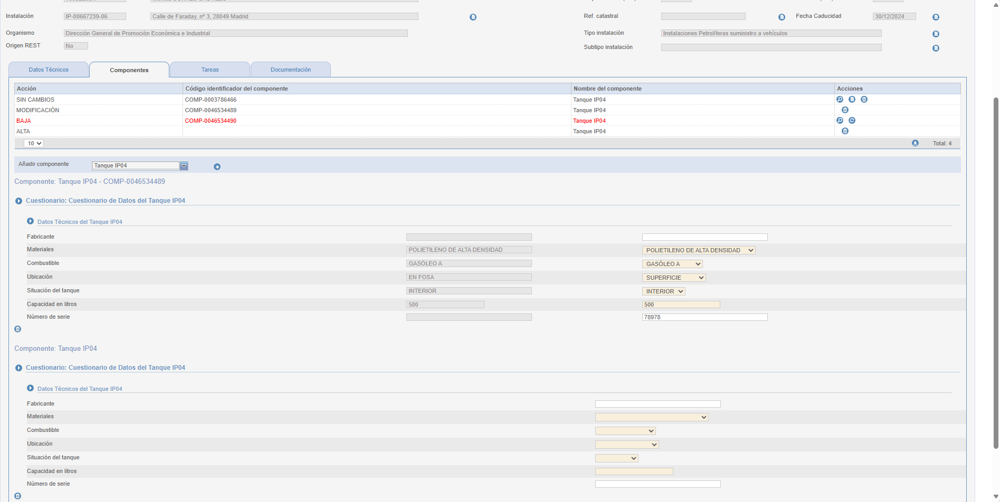 Instalación IP-00667239-06 Calle de Faraday, nº 3, 28049 Madrid Ref. catastral Fecha Caducidad 30/12/2024
Organismo Dirección General de Promoción Económica e Industrial Tipo instalación Instalaciones Petrolíferas suministro a vehículos
Origen REST No Subtipo instalación
Datos Técnicos Componentes Tareas Documentación
Acción Código identificador del componente Nombre del componente Acciones
SIN CAMBIOS COMP-0003786466 Tanque IP04
MODIFICACIÓN COMP-0046534489 Tanque IP04
BAJA COMP-0046534490 Tanque IP04
ALTA Tanque IP04
10 Total: 4
Añadir componente Tanque IP04
Componente: Tanque IP04 - COMP-0046534489
Cuestionario: Cuestionario de Datos del Tanque IP04
Datos Técnicos del Tanque IP04
Fabricante
Materiales POLIETILENO DE ALTA DENSIDAD POLIETILENO DE ALTA DENSIDAD
Combustible GASÓLEO A GASÓLEO A
Ubicación EN FOSA SUPERFICIE
Situación del tanque INTERIOR INTERIOR
Capacidad en litros 500 500
Número de serie 78978
Componente: Tanque IP04
Cuestionario: Cuestionario de Datos del Tanque IP04
Datos Técnicos del Tanque IP04
Fabricante
Materiales
Combustible
Ubicación
Situación del tanque
Capacidad en litros
Número de serie